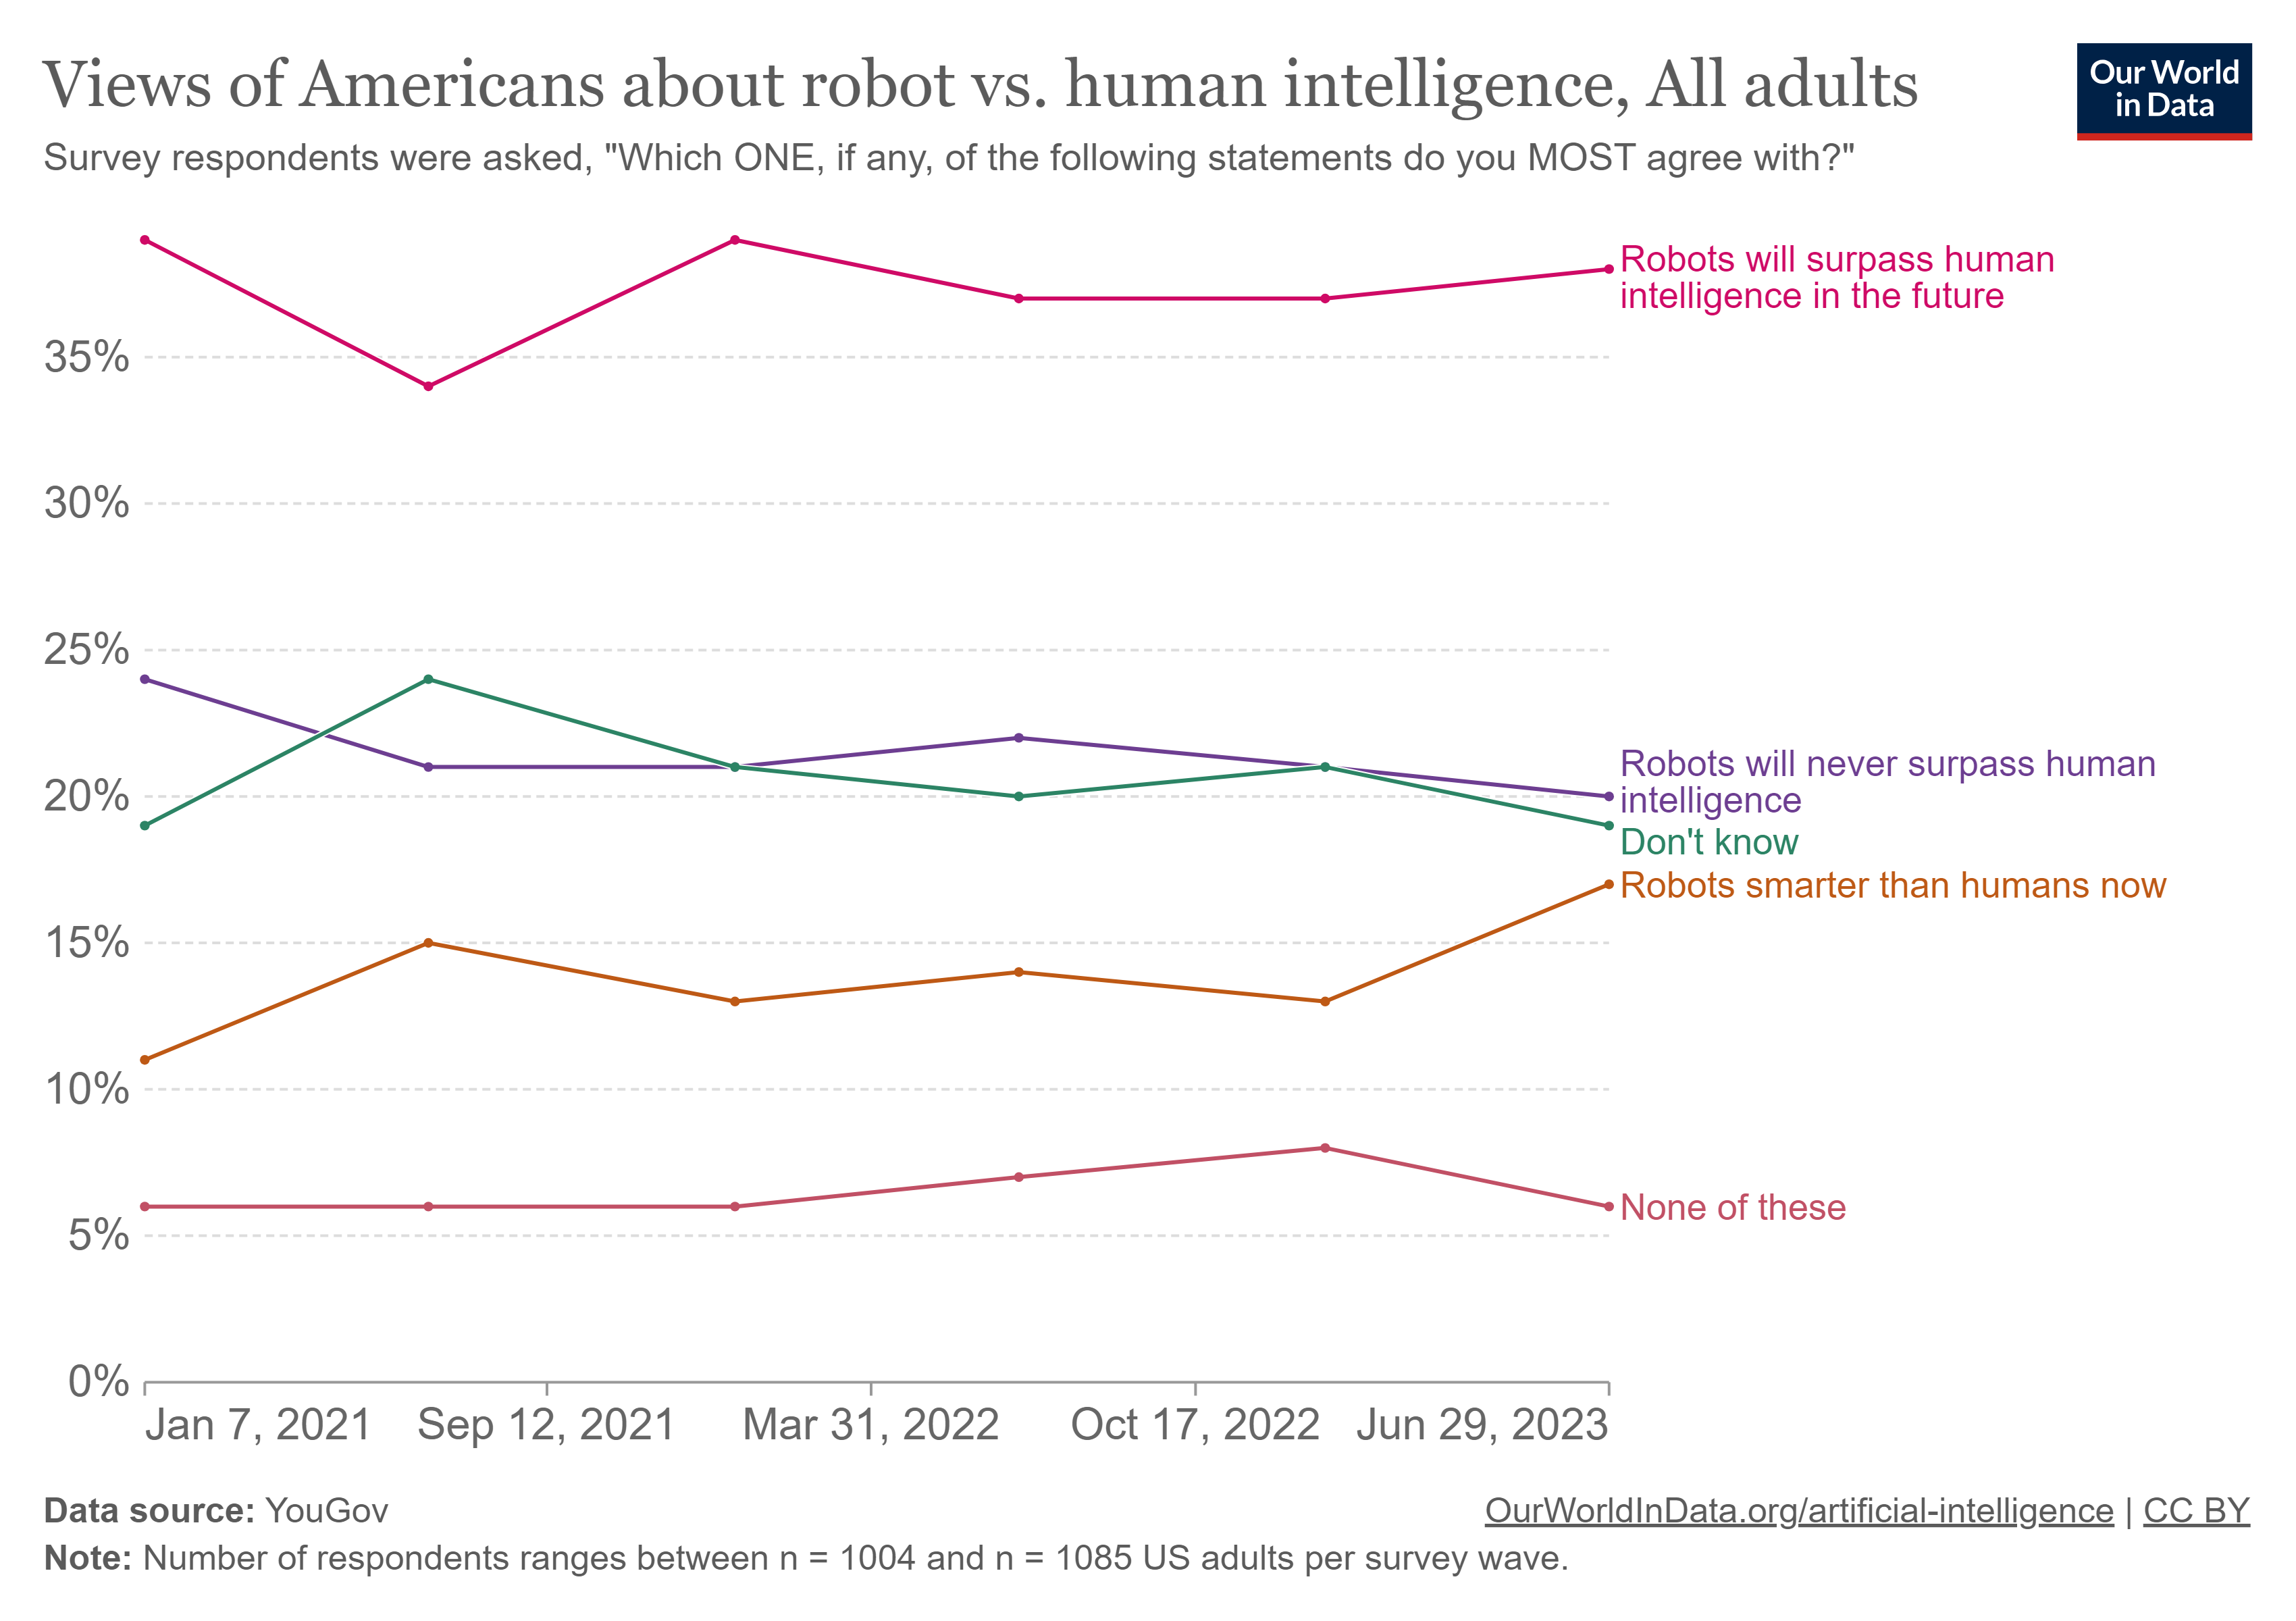 Views of Americans about robot vs. human intelligence, All adults
Our World
in Data
Survey respondents were asked, "Which ONE, if any, of the following statements do you MOST agree with?"
35%
30%
25%
20%
15%
10%
5%
0%
Robots will surpass human
intelligence in the future
Robots will never surpass human
intelligence
Don't know
Robots smarter than humans now
None of these
Jan 7, 2021 Sep 12, 2021 Mar 31, 2022 Oct 17, 2022 Jun 29, 2023
Data source: YouGov
OurWorldInData.org/artificial-intelligence | CC BY
Note: Number of respondents ranges between n = 1004 and n = 1085 US adults per survey wave.